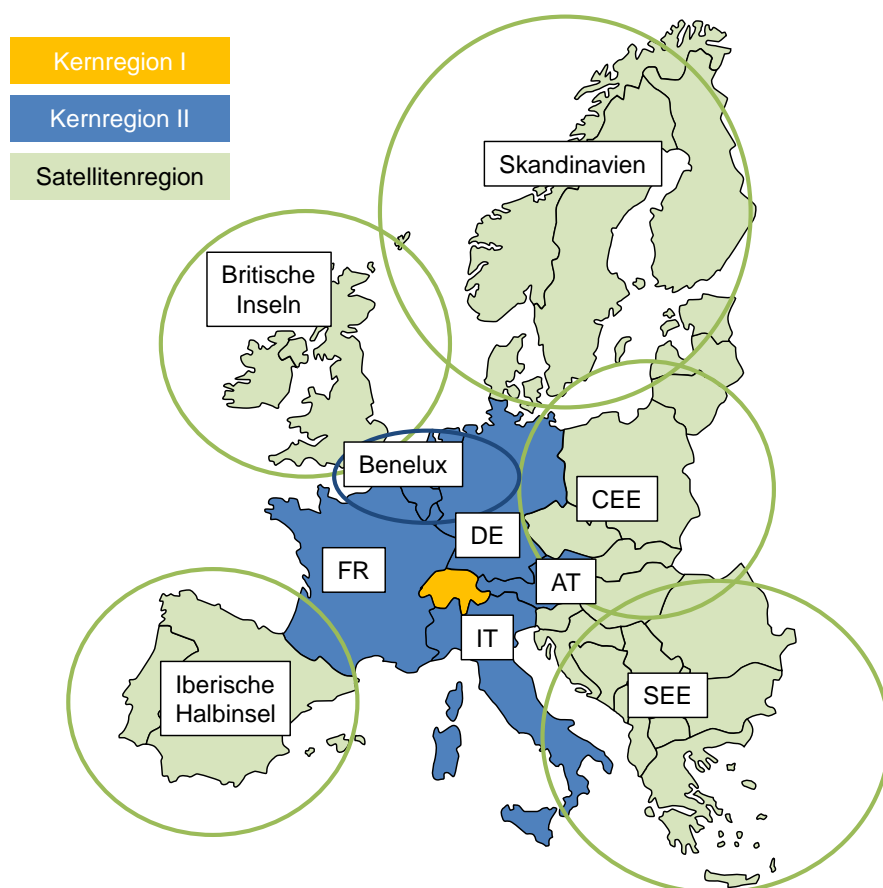 Kernregion I
Kernregion II
Satellitenregion
Skandinavien
Britische
Inseln
Benelux
CEE
DE
FR
AT
IT
Iberische
Halbinsel
SEE